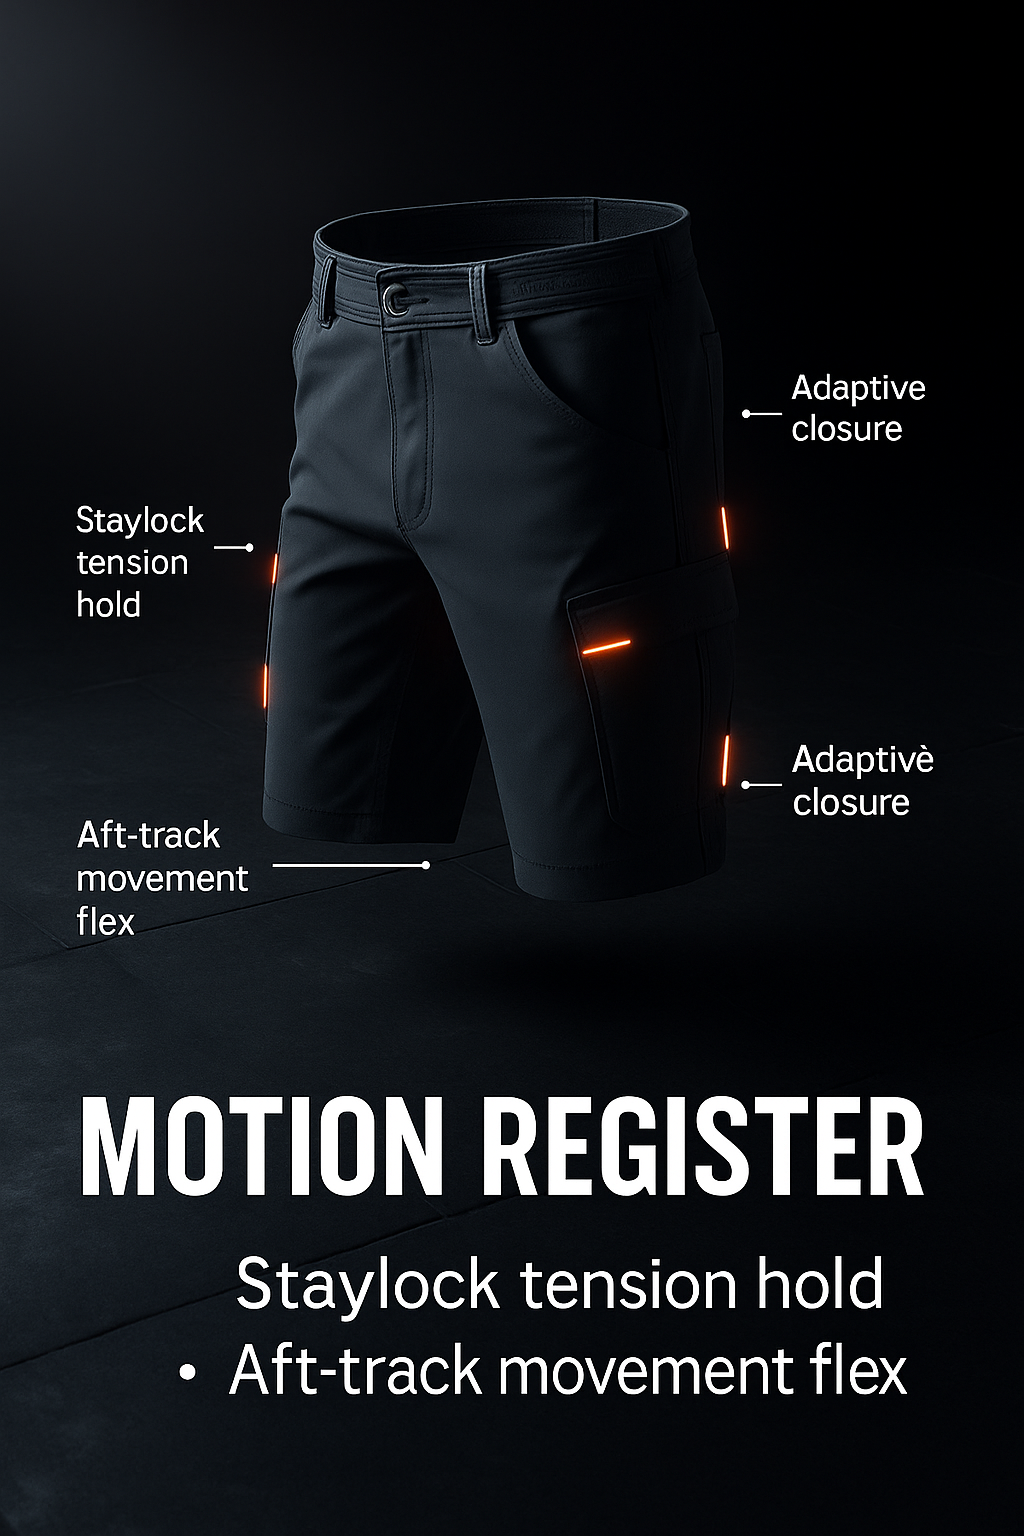 Adaptive
closure
Staylock
tension
hold
Adaptivè
closure
Aft-track
movement
flex
MOTION REGISTER
Staylock tension hold
• Aft-track movement flex